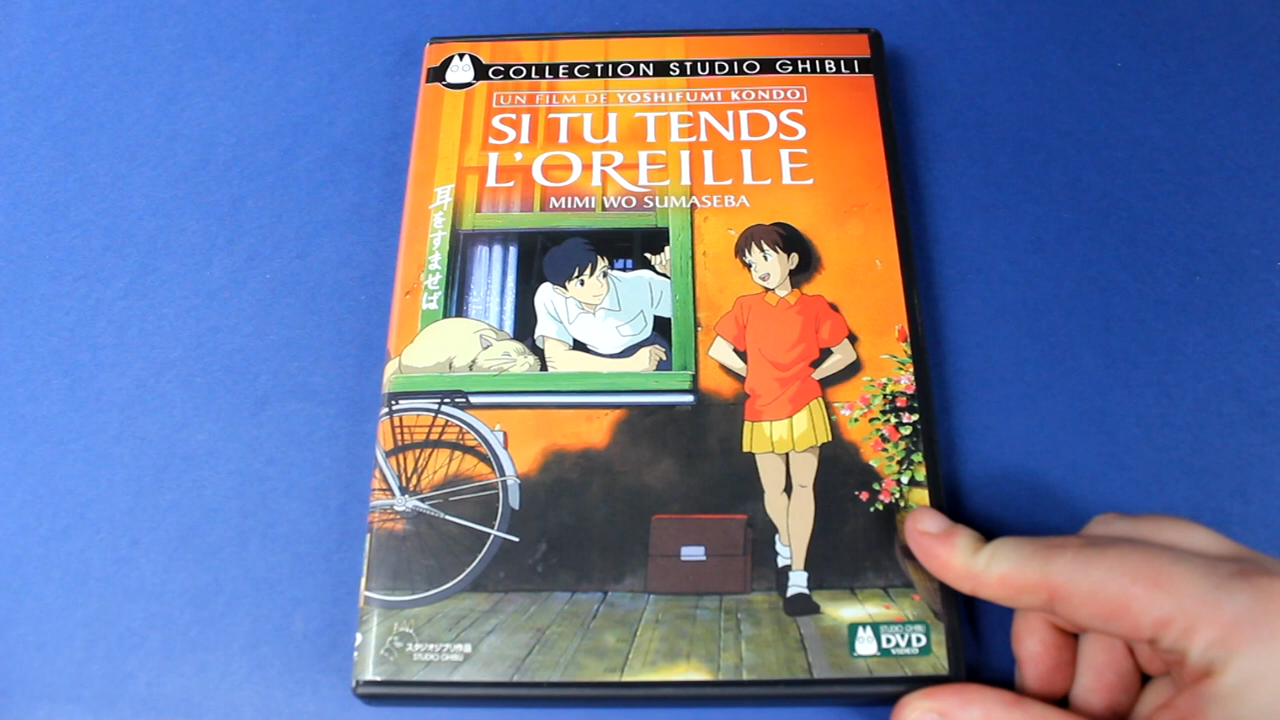 COLLECTION STUDIO GHIBLI
UN FILM DE YOSHIFUMI KONDO
SI TU TENDS
L'OREILLE
MIMI WO SUMASEBA
耳をすませば
スタジオジブリ作品
STUDIO GHIBLI
STUDIO GHIBLI
DVD
VIDEO